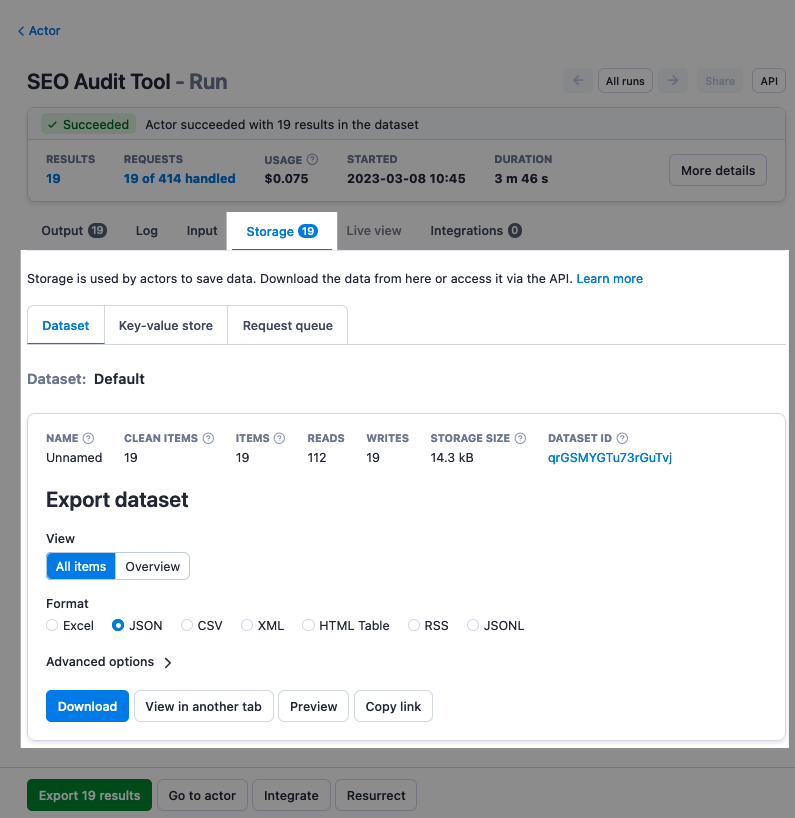 Actor
SEO Audit Tool - Run
All runs
Share
API
Succeeded
Actor succeeded with 19 results in the dataset
RESULTS REQUESTS USAGE STARTED DURATION
19 19 of 414 handled $0.075 2023-03-08 10:45 3 m 46 s
More details
Output 19 Log Input Storage 19 Live view Integrations 0
Storage is used by actors to save data. Download the data from here or access it via the API. Learn more
Dataset Key-value store Request queue
Dataset: Default
NAME CLEAN ITEMS ITEMS READS WRITES STORAGE SIZE DATASET ID
Unnamed 19 19 112 19 14.3 kB qrGSMYGTu73rGuTvj
Export dataset
View
All items Overview
Format
Excel JSON CSV XML HTML Table RSS JSONL
Advanced options
Download View in another tab Preview Copy link
Export 19 results Go to actor Integrate Resurrect